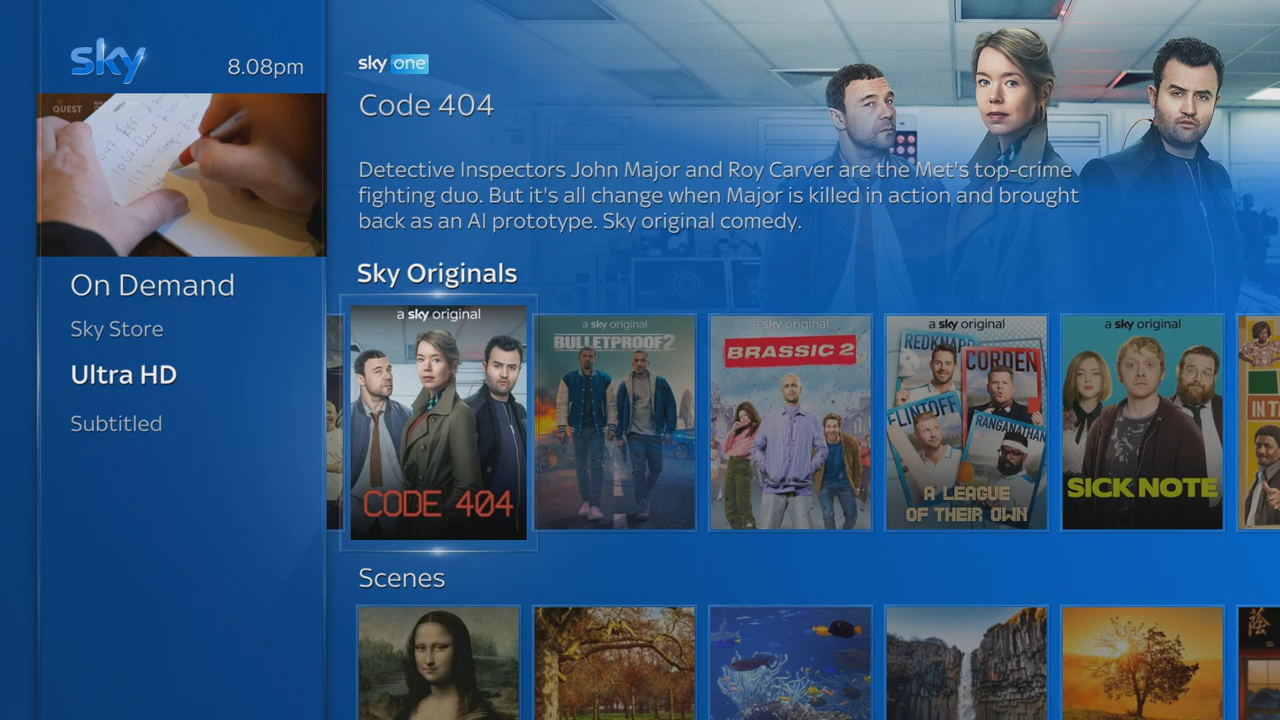 sky
8.08pm
QUEST
On Demand
Sky Store
Ultra HD
Subtitled
sky one
Code 404
Detective Inspectors John Major and Roy Carver are the Met's top-crime
fighting duo. But it's all change when Major is killed in action and brought
back as an AI prototype. Sky original comedy.
Sky Originals
a sky original
CODE 404
a sky original
BULLETPROOF 2
a sky original
BRASSIC 2
a sky original
REDKNAPP
CORDEN
FLINTOFF
RANGANATHAN
A LEAGUE
OF THEIR OWN
a sky original
SICK NOTE
IN T
Scenes
陰